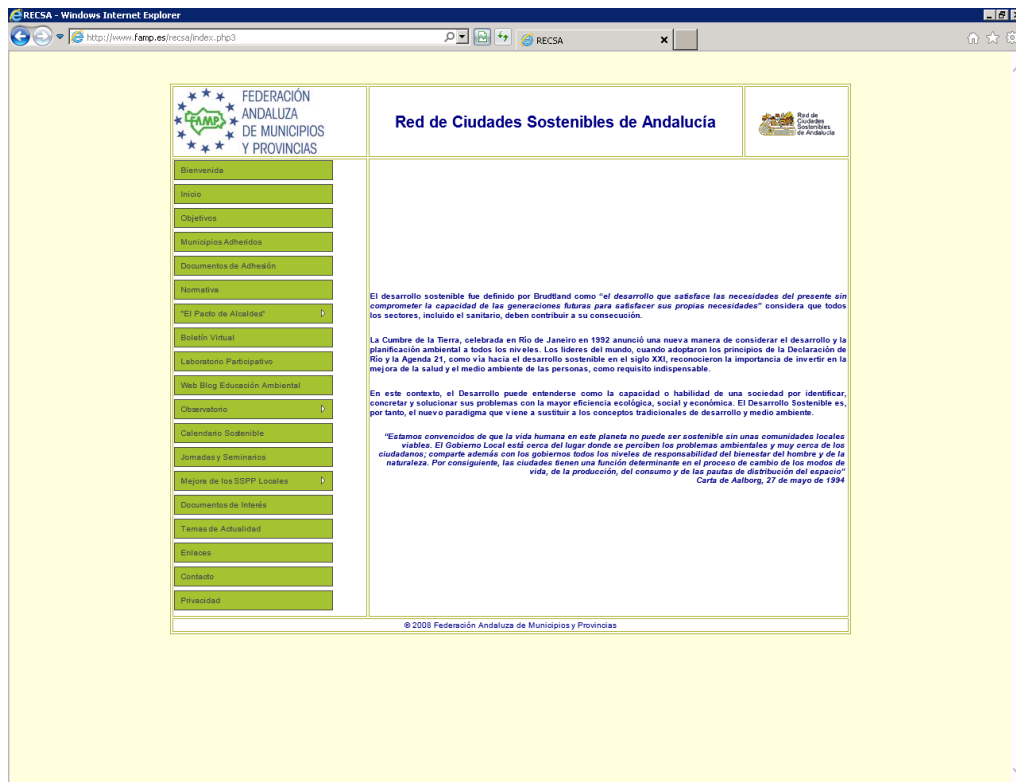 RECSA - Windows Internet Explorer
http://www.famp.es/recsa/index.php3
RECSA
FEDERACIÓN
ANDALUZA
DE MUNICIPIOS
Y PROVINCIAS
FAMP
Red de Ciudades Sostenibles de Andalucía
Red de
Ciudades
Sostenibles
de Andalucía
Bienvenida
Inicio
Objetivos
Municipios Adheridos
Documentos de Adhesión
Normativa
"El Pacto de Alcaldes"
Boletín Virtual
Laboratorio Participativo
Web Blog Educación Ambiental
Observatorio
Calendario Sostenible
Jornadas y Seminarios
Mejora de los SSPP Locales
Documentos de Interés
Temas de Actualidad
Enlaces
Contacto
Privacidad
El desarrollo sostenible fue definido por Brudtland como "el desarrollo que satisface las necesidades del presente sin
comprometer la capacidad de las generaciones futuras para satisfacer sus propias necesidades" considera que todos
los sectores, incluido el sanitario, deben contribuir a su consecución.
La Cumbre de la Tierra, celebrada en Río de Janeiro en 1992 anunció una nueva manera de considerar el desarrollo y la
planificación ambiental a todos los niveles. Los líderes del mundo, cuando adoptaron los principios de la Declaración de
Río y la Agenda 21, como vía hacia el desarrollo sostenible en el siglo XXI, reconocieron la importancia de invertir en la
mejora de la salud y el medio ambiente de las personas, como requisito indispensable.
En este contexto, el Desarrollo puede entenderse como la capacidad o habilidad de una sociedad por identificar,
concretar y solucionar sus problemas con la mayor eficiencia ecológica, social y económica. El Desarrollo Sostenible es,
por tanto, el nuevo paradigma que viene a sustituir a los conceptos tradicionales de desarrollo y medio ambiente.
"Estamos convencidos de que la vida humana en este planeta no puede ser sostenible sin unas comunidades locales
viables. El Gobierno Local está cerca del lugar donde se perciben los problemas ambientales y muy cerca de los
ciudadanos; comparte además con los gobiernos todos los niveles de responsabilidad del bienestar del hombre y de la
naturaleza. Por consiguiente, las ciudades tienen una función determinante en el proceso de cambio de los modos de
vida, de la producción, del consumo y de las pautas de distribución del espacio"
Carta de Aalborg, 27 de mayo de 1994
© 2008 Federación Andaluza de Municipios y Provincias